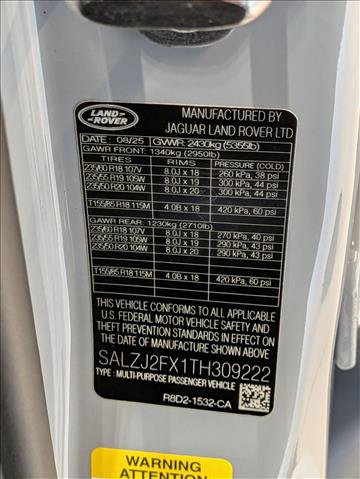 LAND ROVER
MANUFACTURED BY
JAGUAR LAND ROVER LTD
DATE : 08/25 GVWR: 2430kg (5355lb)
GAWR FRONT: 1340kg (2950lb)
TIRES RIMS PRESSURE (COLD)
235/60 R18 107V 8.0J x 18 260 kPa, 38 psi
235/55 R19 105W 8.0J x 19 300 kPa, 44 psi
235/50 R20 104W 8.0J x 20 300 kPa, 44 psi
T155/85 R18 115M 4.0B x 18 420 kPa, 60 psi
GAWR REAR: 1230kg (2710lb)
235/60 R18 107V 8.0J x 18 270 kPa, 40 psi
235/55 R19 105W 8.0J x 19 290 kPa, 43 psi
235/50 R20 104W 8.0J x 20 290 kPa, 43 psi
T155/85 R18 115M 4.0B x 18 420 kPa, 60 psi
THIS VEHICLE CONFORMS TO ALL APPLICABLE
U.S. FEDERAL MOTOR VEHICLE SAFETY AND
THEFT PREVENTION STANDARDS IN EFFECT ON
THE DATE OF MANUFACTURE SHOWN ABOVE
SALZJ2FX1TH309222
TYPE : MULTI-PURPOSE PASSENGER VEHICLE
R8D2-1532-CA
WARNING
ATTENTION